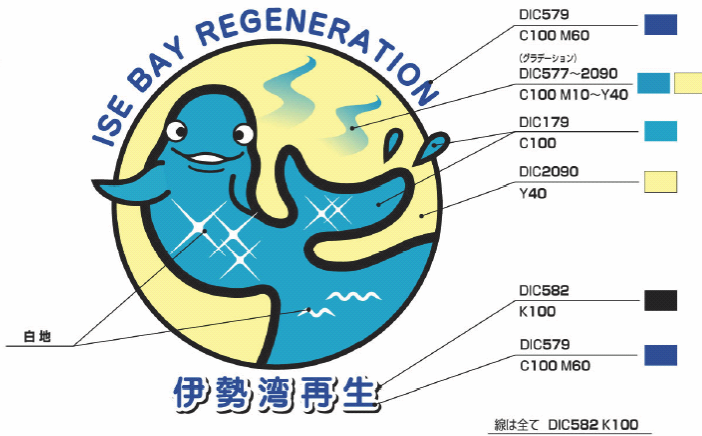 ISE BAY REGENERATION
DIC579
C100 M60
(グラデーション)
DIC577～2090
C100 M10～Y40
DIC179
C100
DIC2090
Y40
DIC582
K100
白地
DIC579
C100 M60
伊勢湾再生
線は全て DIC582 K100